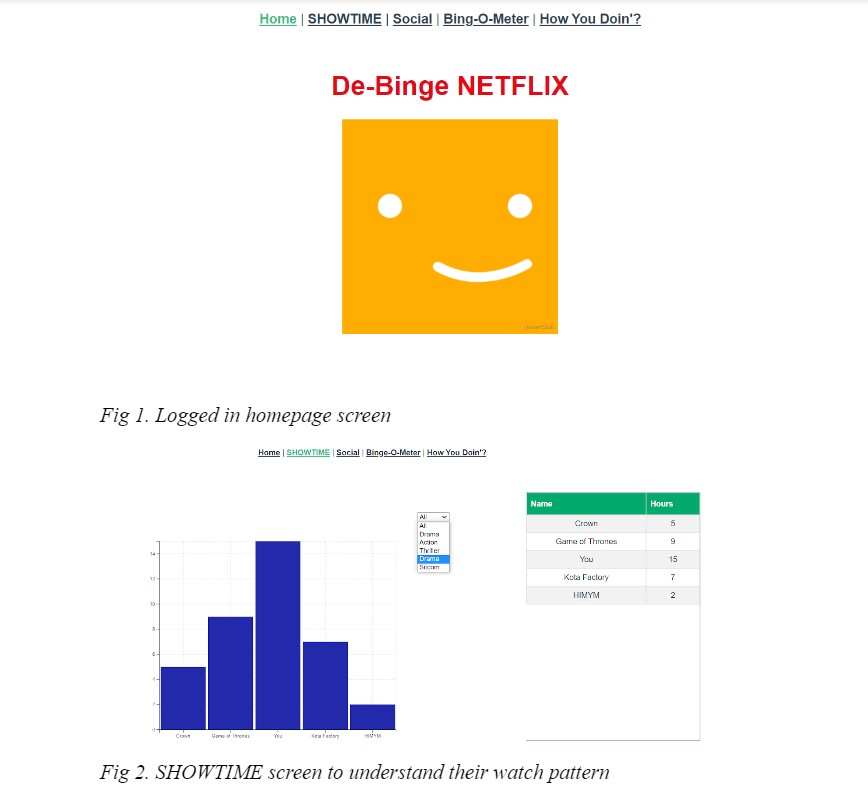 Home | SHOWTIME | Social | Bing-O-Meter | How You Doin'?
De-Binge NETFLIX
Fig 1. Logged in homepage screen
Home | SHOWTIME | Social | Binge-O-Meter | How You Doin'?
All
All
Drama
Action
Thriller
Drama
Sitcom
Name Hours
Crown 5
Game of Thrones 9
You 15
Kota Factory 7
HIMYM 2
14
12
10
8
6
4
2
0
Crown Game of Thrones You Kota Factory HIMYM
Fig 2. SHOWTIME screen to understand their watch pattern